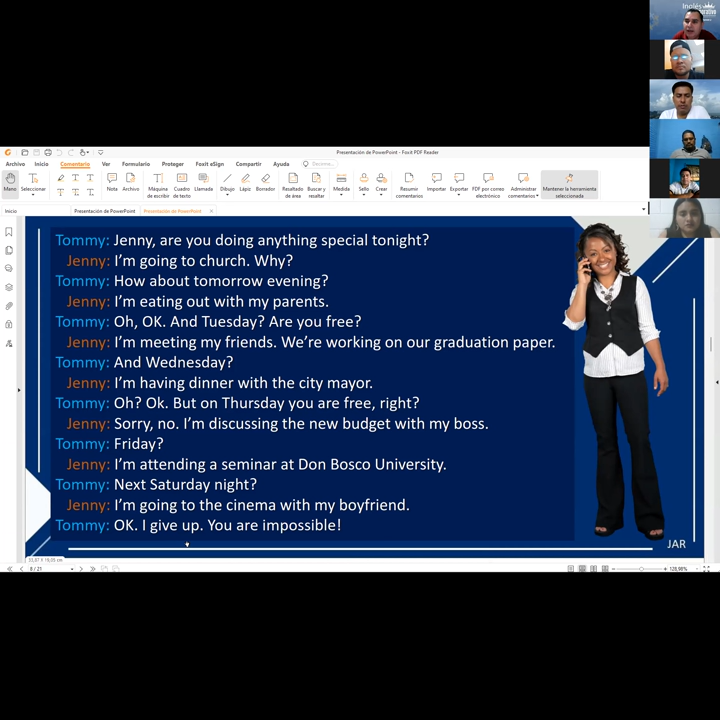 Inglés
Presentación de PowerPoint - Foxit PDF Reader
Archivo Inicio Comentario Ver Formulario Proteger Foxit eSign Compartir Ayuda
Mano Seleccionar Nota Archivo Máquina de escribir Cuadro de texto Llamada Dibujo Lápiz Borrador Resaltado de área Buscar y resaltar Medida Sello Crear Resumir comentarios Importar Exportar PDF por correo electrónico Administrar comentarios Mantener la herramienta seleccionada
Inicio Presentación de PowerPoint Presentación de PowerPoint
Tommy: Jenny, are you doing anything special tonight?
Jenny: I'm going to church. Why?
Tommy: How about tomorrow evening?
Jenny: I'm eating out with my parents.
Tommy: Oh, OK. And Tuesday? Are you free?
Jenny: I'm meeting my friends. We're working on our graduation paper.
Tommy: And Wednesday?
Jenny: I'm having dinner with the city mayor.
Tommy: Oh? Ok. But on Thursday you are free, right?
Jenny: Sorry, no. I'm discussing the new budget with my boss.
Tommy: Friday?
Jenny: I'm attending a seminar at Don Bosco University.
Tommy: Next Saturday night?
Jenny: I'm going to the cinema with my boyfriend.
Tommy: OK. I give up. You are impossible!
JAR
8 / 21
128,98%